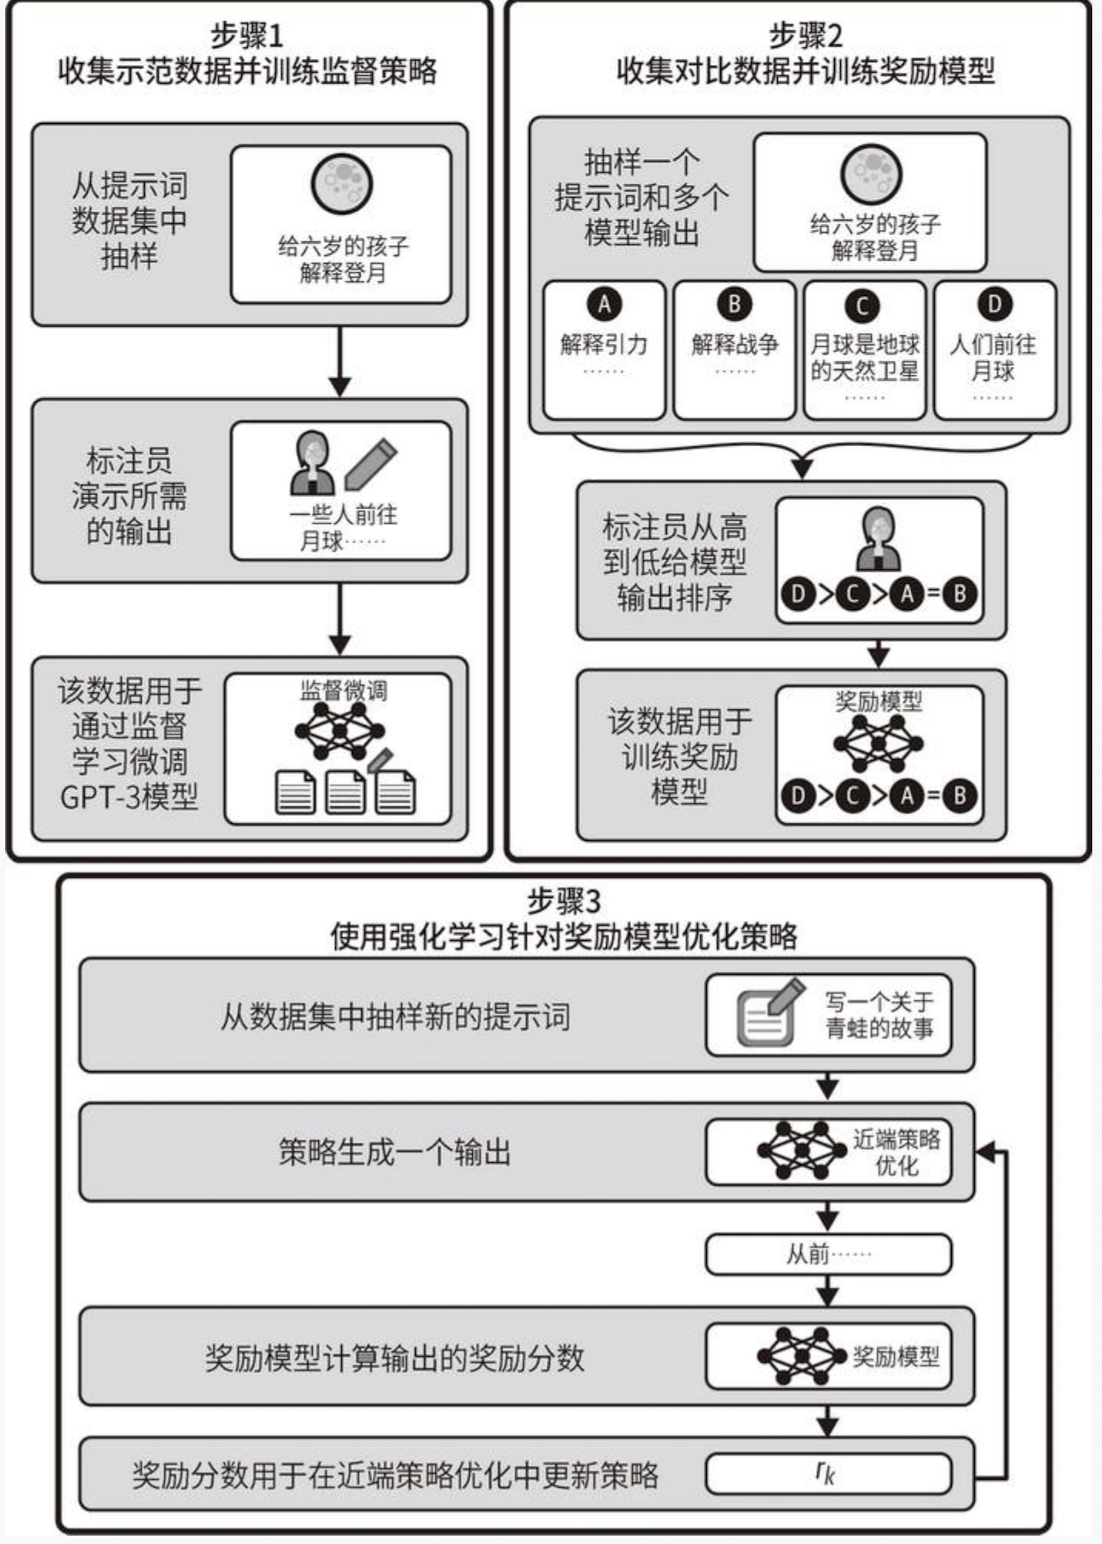 步骤1
收集示范数据并训练监督策略
从提示词
数据集中
抽样
给六岁的孩子
解释登月
标注员
演示所需
的输出
一些人前往
月球……
该数据用于
通过监督
学习微调
GPT-3模型
监督微调
步骤2
收集对比数据并训练奖励模型
抽样一个
提示词和多个
模型输出
给六岁的孩子
解释登月
A
解释引力
……
B
解释战争
……
C
月球是地球
的天然卫星
……
D
人们前往
月球
……
标注员从高
到低给模型
输出排序
D>C>A=B
该数据用于
训练奖励
模型
奖励模型
D>C>A=B
步骤3
使用强化学习针对奖励模型优化策略
从数据集中抽样新的提示词
写一个关于
青蛙的故事
策略生成一个输出
近端策略
优化
从前……
奖励模型计算输出的奖励分数
奖励模型
奖励分数用于在近端策略优化中更新策略
rk